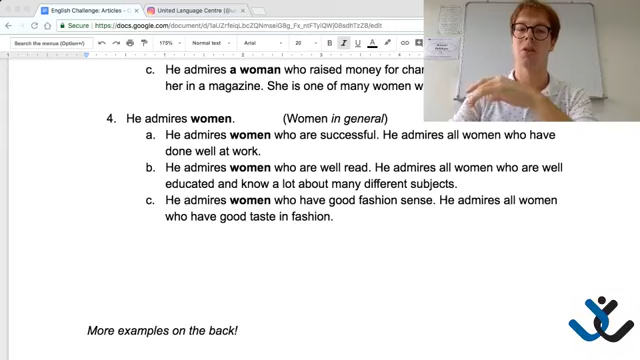 English Challenge: Articles - G
United Language Centre (@u
Secure
https://docs.google.com/document/d/
/edit
Search the menus (Option+/)
175%
Normal text
Arial
20
B I U A
c. He admires a woman who raised money for char
her in a magazine. She is one of many women w
4. He admires women. (Women in general)
a. He admires women who are successful. He admires all women who have
done well at work.
b. He admires women who are well read. He admires all women who are well
educated and know a lot about many different subjects.
c. He admires women who have good fashion sense. He admires all women
who have good taste in fashion.
More examples on the back!